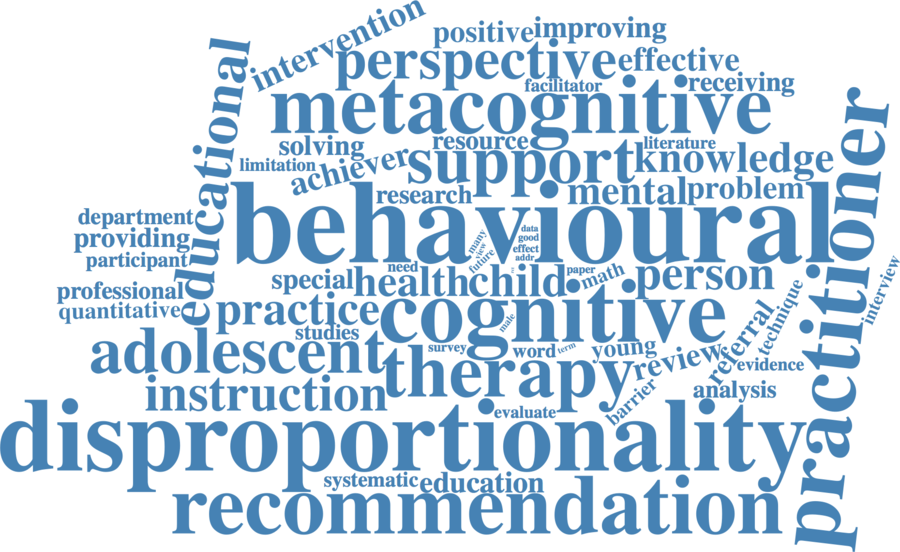 intervention
positive
improving
perspective
effective
educational
facilitator
receiving
metacognitive
solving
resource
literature
limitation
achiever
support
knowledge
practitioner
research
mental
problem
behavioural
department
providing
participant
many
view
future
data
good
effect
addr
need
special
health
child
paper
math
person
professional
quantitative
practice
cognitive
male
interview
technique
referral
studies
adolescent
survey
word
term
young
review
evidence
therapy
barrier
analysis
instruction
evaluate
disproportionality
systematic
education
recommendation